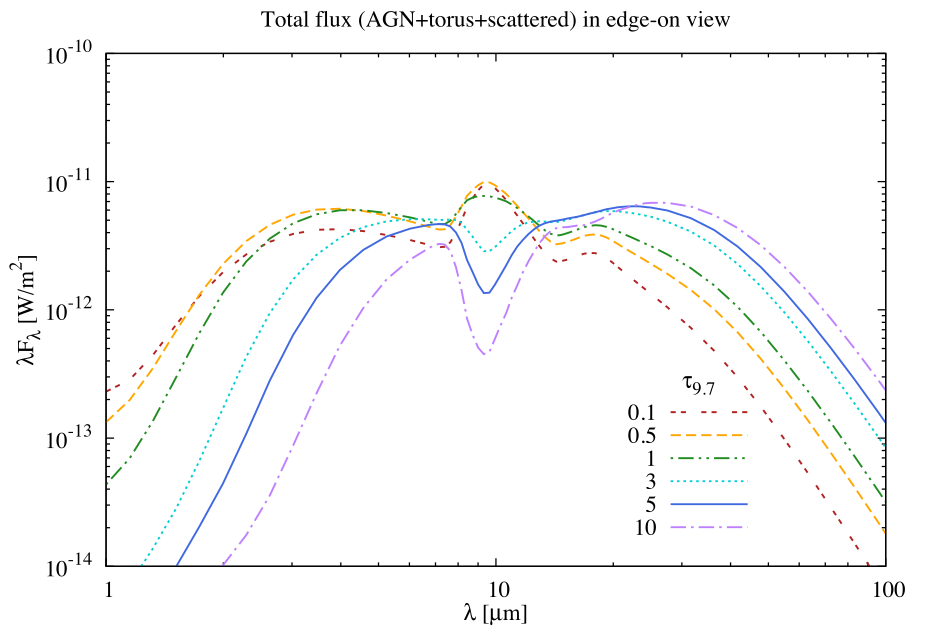 Total flux (AGN+torus+scattered) in edge-on view
10⁻¹⁰
10⁻¹¹
10⁻¹²
10⁻¹³
10⁻¹⁴
λF_λ [W/m²]
τ_9.7
0.1
0.5
1
3
5
10
1 10 100
λ [μm]